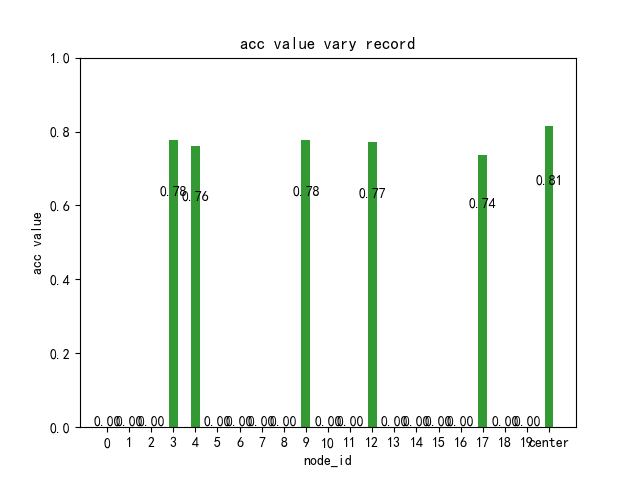 acc value vary record
acc value
1.0
0.8
0.6
0.4
0.2
0.0
0.00 0.00 0.00 0.78 0.76 0.00 0.00 0.00 0.00 0.78 0.00 0.00 0.77 0.00 0.00 0.00 0.00 0.74 0.00 0.00 0.81
0 1 2 3 4 5 6 7 8 9 10 11 12 13 14 15 16 17 18 19 center
node_id